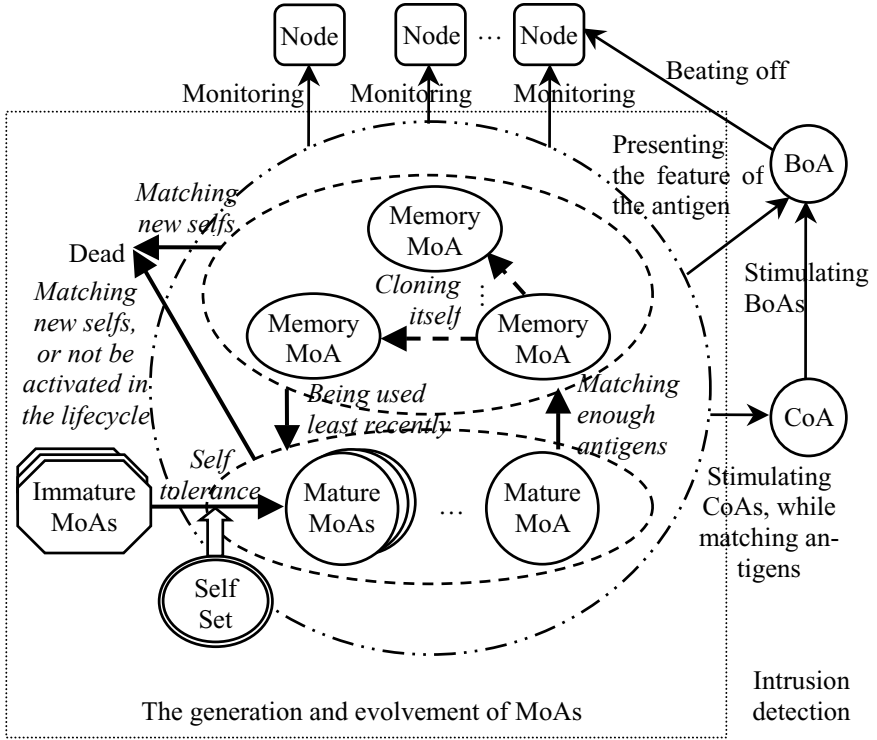 Node
Node
...
Node
Monitoring
Monitoring
Monitoring
Beating off
Presenting
the feature of
the antigen
BoA
Matching
new selfs
Dead
Memory
MoA
Cloning
itself
...
Memory
MoA
Memory
MoA
Stimulating
BoAs
Matching
new selfs,
or not be
activated in
the lifecycle
Being used
least recently
Matching
enough
antigens
CoA
Immature
MoAs
Self
tolerance
Mature
MoAs
...
Mature
MoA
Stimulating
CoAs, while
matching an-
tigens
Self
Set
The generation and evolvement of MoAs
Intrusion
detection